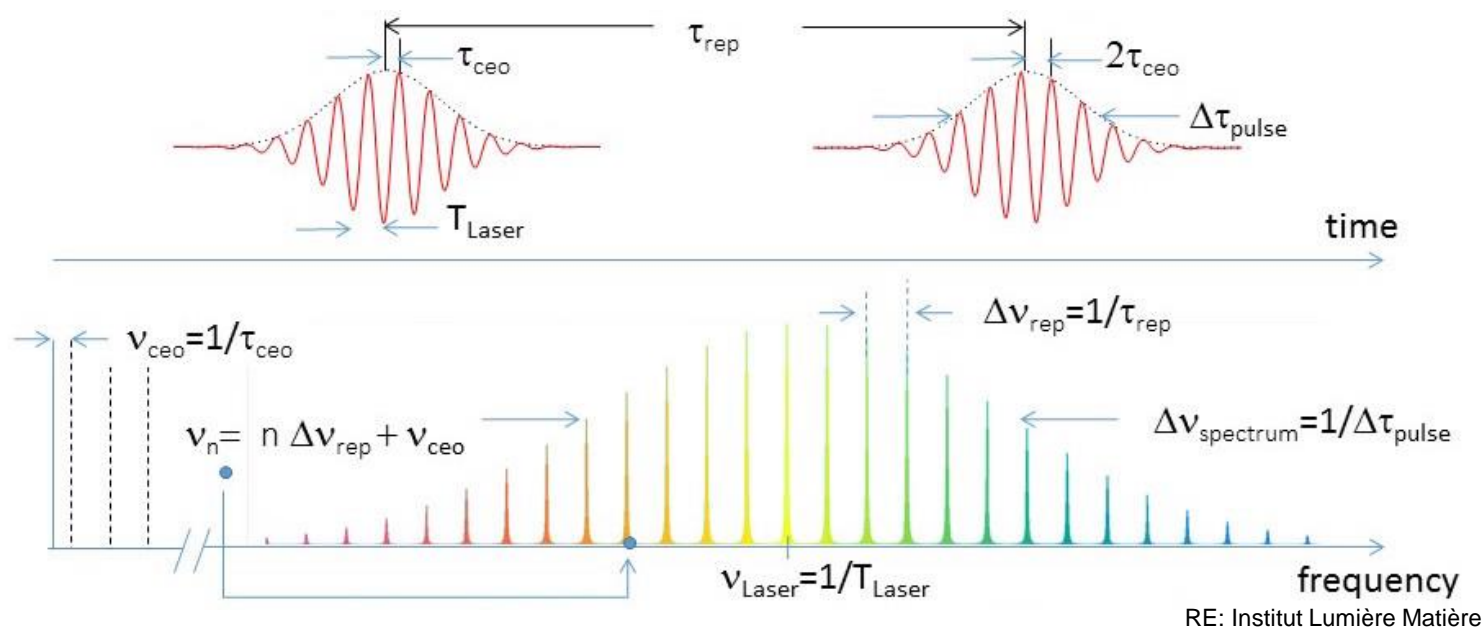 τrep
τceo
2τceo
Δτpulse
TLaser
time
νceo=1/τceo
Δνrep=1/τrep
νn= n Δνrep + νceo
Δνspectrum=1/Δτpulse
νLaser=1/TLaser
frequency
RE: Institut Lumière Matière